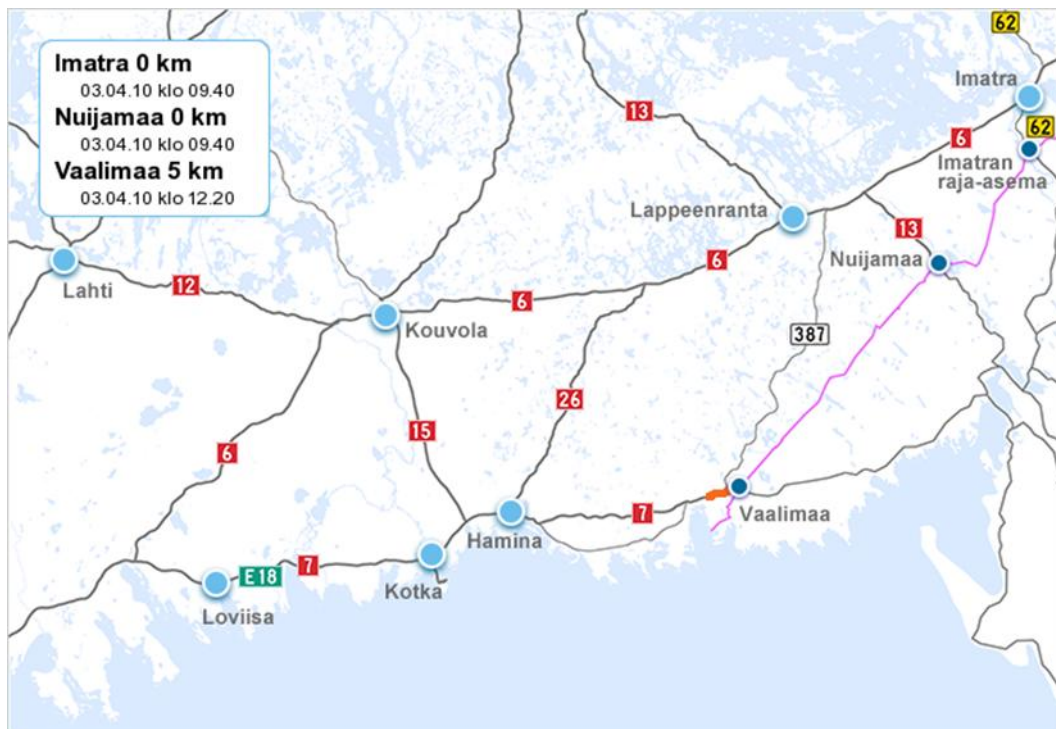 Imatra 0 km
03.04.10 klo 09.40
Nuijamaa 0 km
03.04.10 klo 09.40
Vaalimaa 5 km
03.04.10 klo 12.20
62
Imatra
13
6
62
Imatran
raja-asema
Lappeenranta
13
Nuijamaa
6
Lahti
12
6
Kouvola
387
26
15
6
Vaalimaa
7
Hamina
7
E 18
Kotka
Loviisa